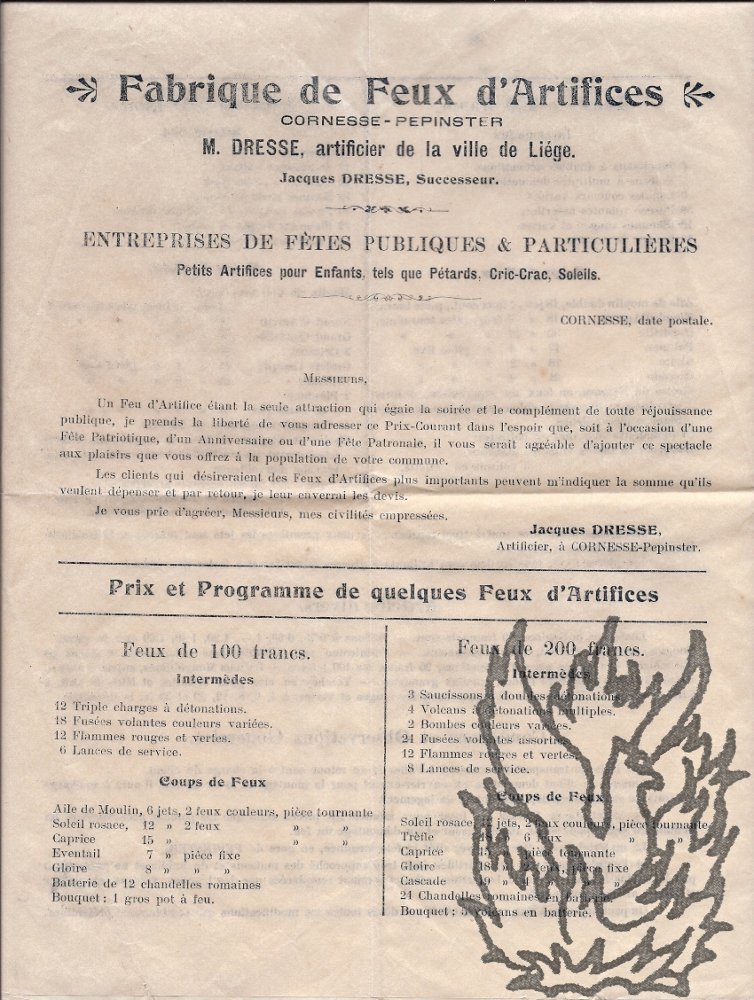 Fabrique de Feux d'Artifices
CORNESSE-PEPINSTER
M. DRESSE, artificier de la ville de Liége.
Jacques DRESSE, Successeur.
ENTREPRISES DE FÊTES PUBLIQUES & PARTICULIÈRES
Petits Artifices pour Enfants, tels que Pétards, Cric-Crac, Soleils.
CORNESSE, date postale.
MESSIEURS,
Un Feu d'Artifice étant la seule attraction qui égaie la soirée et le complément de toute réjouissance
publique, je prends la liberté de vous adresser ce Prix-Courant dans l'espoir que, soit à l'occasion d'une
Fête Patriotique, d'un Anniversaire ou d'une Fête Patronale, il vous serait agréable d'ajouter ce spectacle
aux plaisirs que vous offrez à la population de votre commune.
Les clients qui désireraient des Feux d'Artifices plus importants peuvent m'indiquer la somme qu'ils
veulent dépenser et par retour, je leur enverrai les devis.
Je vous prie d'agréer, Messieurs, mes civilités empressées.
Jacques DRESSE,
Artificier, à CORNESSE-Pepinster.
Prix et Programme de quelques Feux d'Artifices
Feux de 100 francs.
Intermèdes
12 Triple charges à détonations.
18 Fusées volantes couleurs variées.
12 Flammes rouges et vertes.
6 Lances de service.
Coups de Feux
Aile de Moulin, 6 jets, 2 feux couleurs, pièce tournante
Soleil rosace, 12 » 2 feux » »
Caprice 15 » » »
Eventail 7 » pièce fixe
Gloire 8 » » »
Batterie de 12 chandelles romaines
Bouquet : 1 gros pot à feu.
Feux de 200 francs.
Intermèdes
3 Saucissons à doubles détonations
4 Volcans à détonations multiples.
2 Bombes couleurs variées.
24 Fusées volantes assorties
12 Flammes rouges et vertes
8 Lances de service.
Coups de Feux
Soleil rosace, jets, 2 feux couleurs, pièce tournante
Trèfle » 6 feux » »
Caprice » pièce tournante
Gloire 18 » 2 feux, pièce fixe
Cascade » » »
24 Chandelles romaines en batterie.
Bouquet : volcans en batterie.